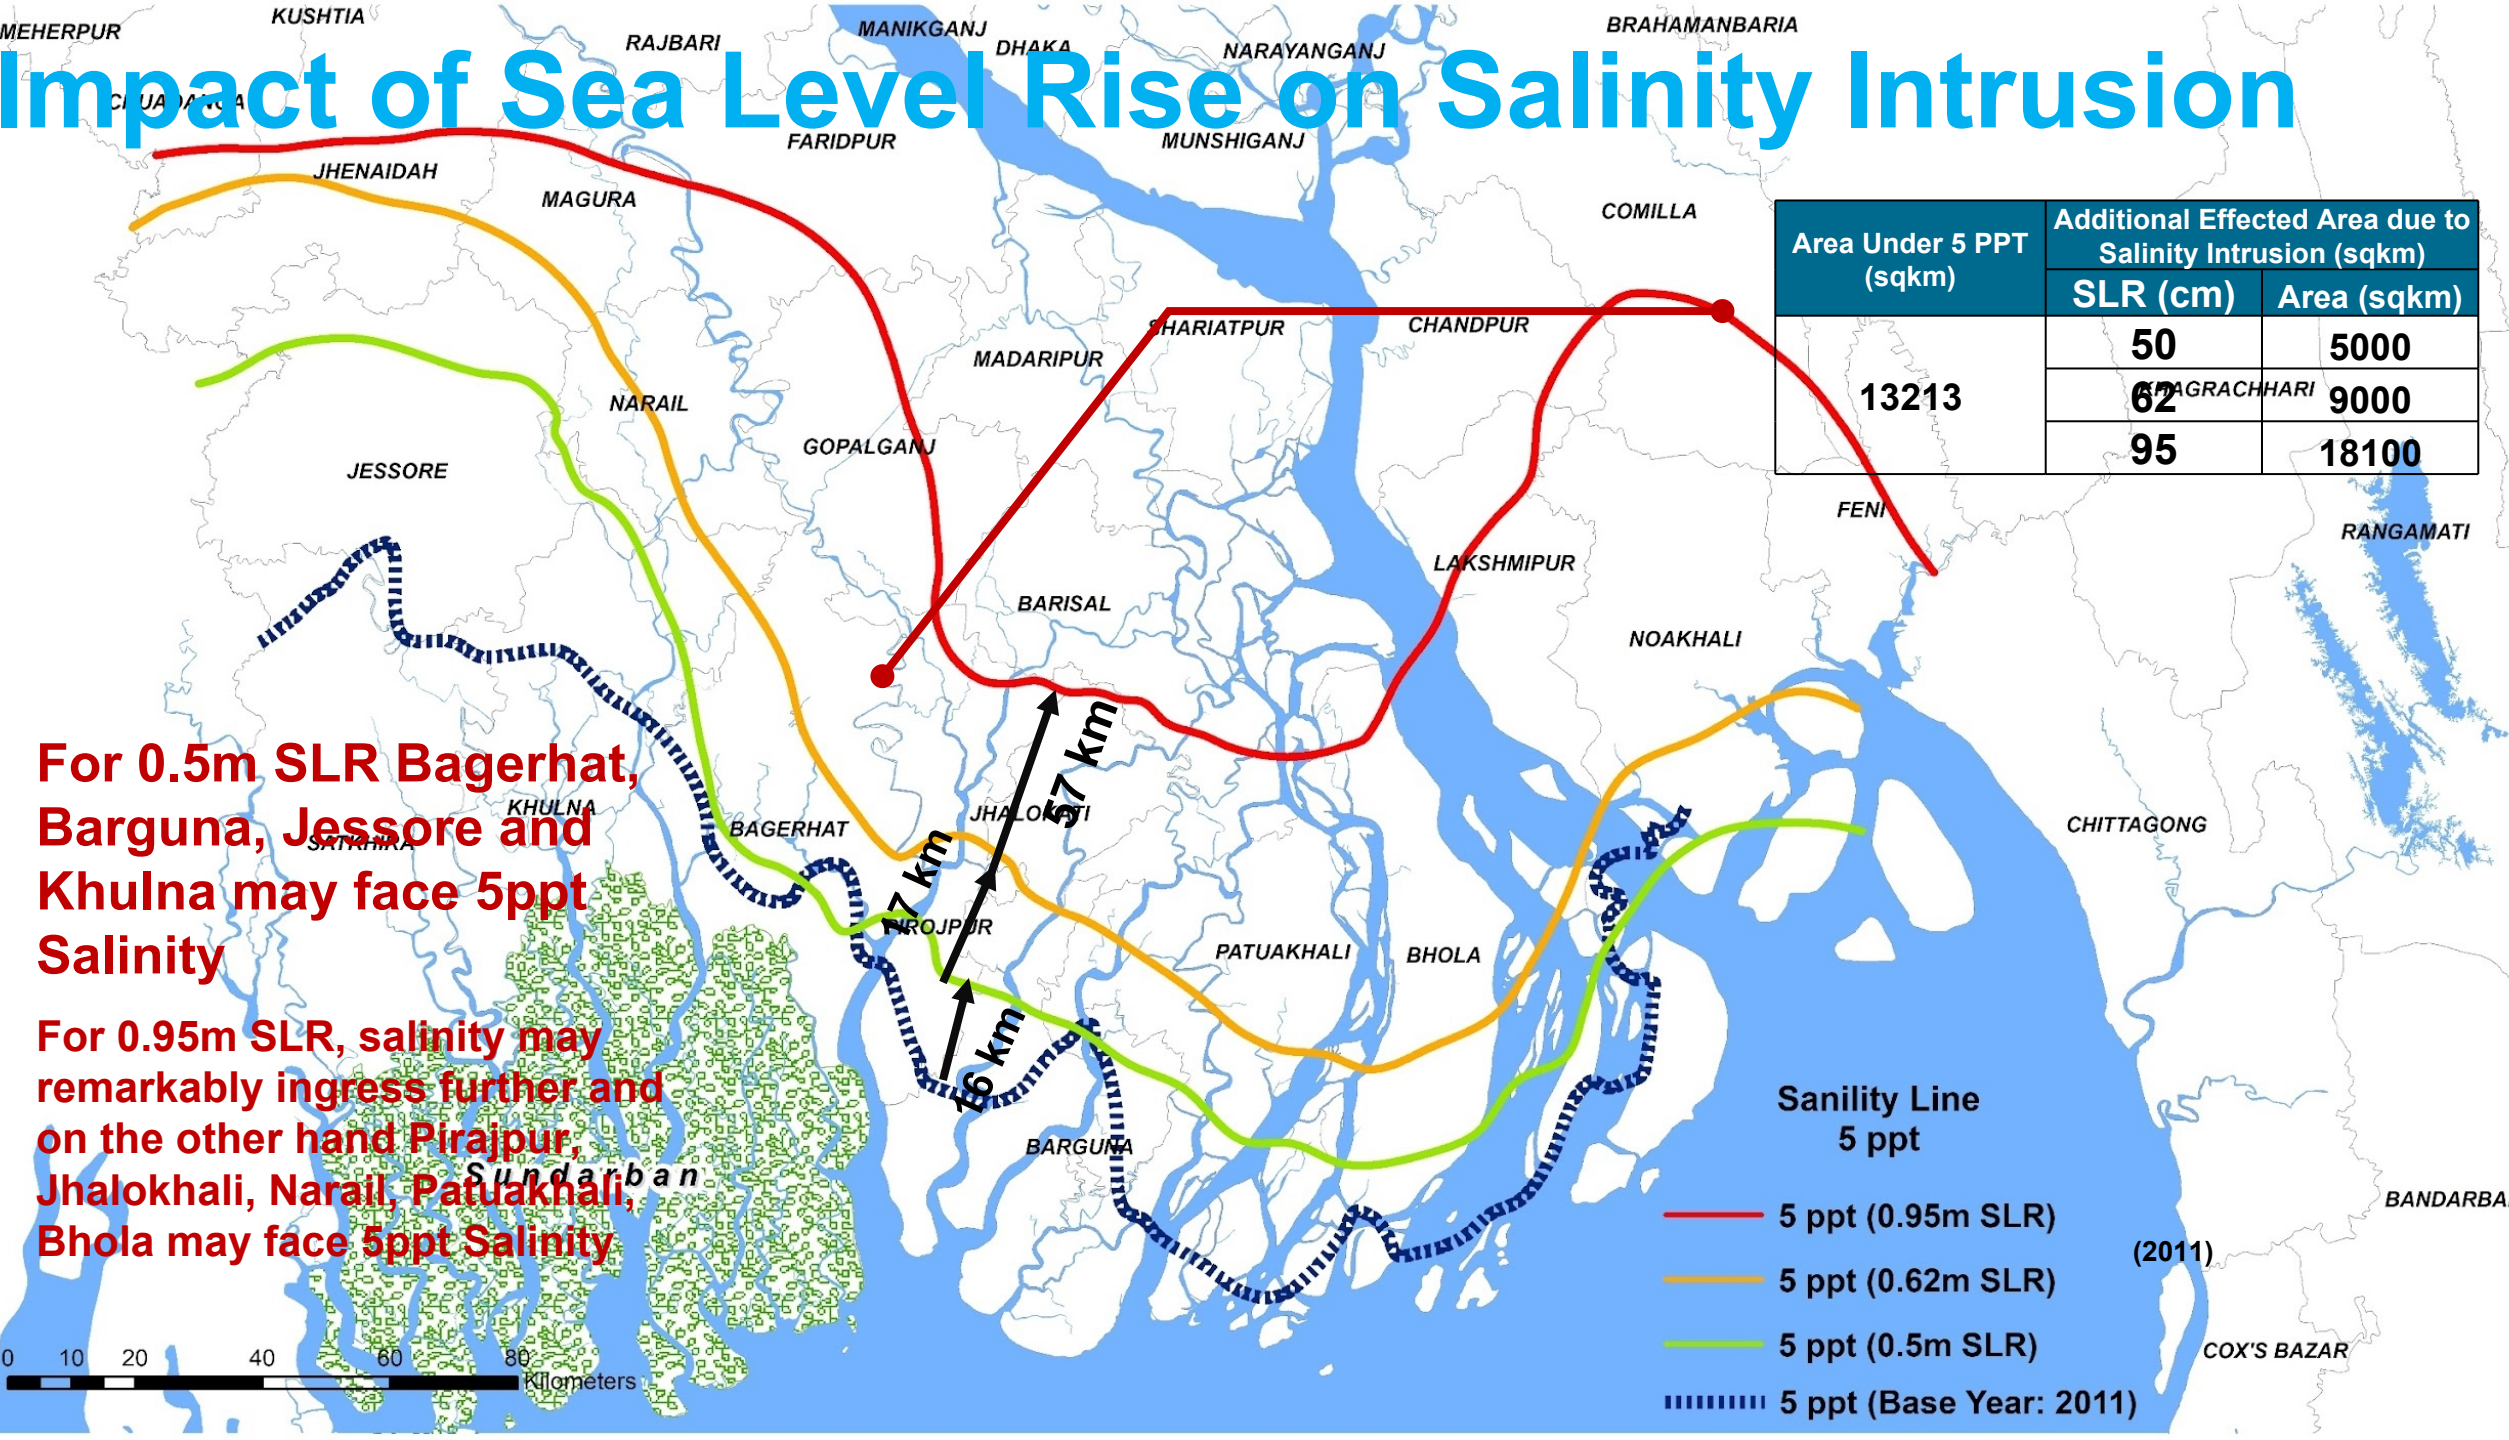 MEHERPUR
KUSHTIA
RAJBARI
MANIKGANJ
DHAKA
NARAYANGANJ
BRAHAMANBARIA
Impact of Sea Level Rise on Salinity Intrusion
CHUADANGA
FARIDPUR
MUNSHIGANJ
JHENAIDAH
MAGURA
COMILLA
Area Under 5 PPT
(sqkm)
Additional Effected Area due to
Salinity Intrusion (sqkm)
SLR (cm) Area (sqkm)
50 5000
13213 62 9000
95 18100
KHAGRACHHARI
SHARIATPUR
CHANDPUR
MADARIPUR
NARAIL
GOPALGANJ
JESSORE
FENI
RANGAMATI
LAKSHMIPUR
BARISAL
NOAKHALI
For 0.5m SLR Bagerhat,
Barguna, Jessore and
Khulna may face 5ppt
Salinity
KHULNA
SATKHIRA
BAGERHAT
JHALOKATI
57 km
17 km
16 km
PIROJPUR
PATUAKHALI
BHOLA
CHITTAGONG
For 0.95m SLR, salinity may
remarkably ingress further and
on the other hand Pirajpur,
Jhalokhali, Narail, Patuakhali,
Bhola may face 5ppt Salinity
Sundarban
BARGUNA
Sanility Line
5 ppt
5 ppt (0.95m SLR)
5 ppt (0.62m SLR)
5 ppt (0.5m SLR)
5 ppt (Base Year: 2011)
(2011)
BANDARBA
COX'S BAZAR
0 10 20 40 60 80
Kilometers